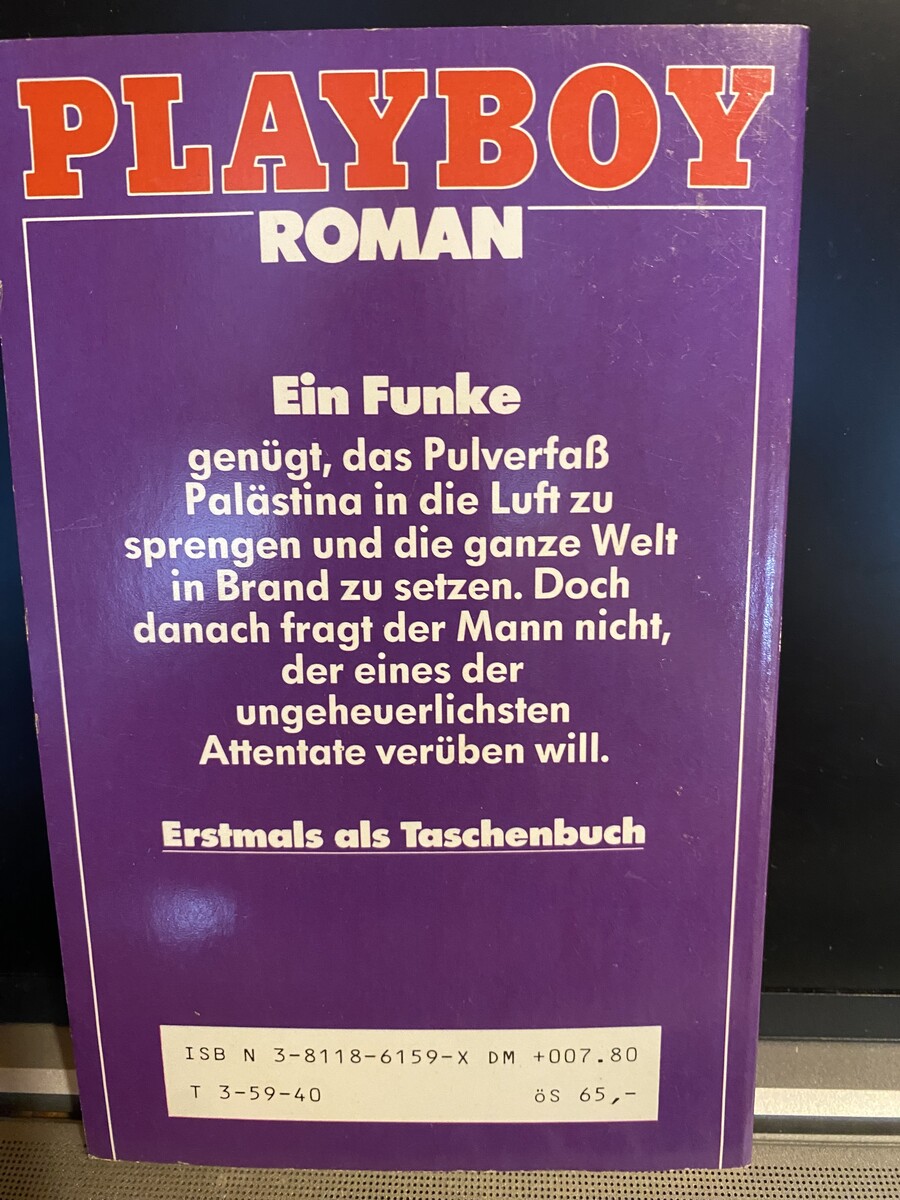 PLAYBOY
ROMAN
Ein Funke
genügt, das Pulverfaß
Palästina in die Luft zu
sprengen und die ganze Welt
in Brand zu setzen. Doch
danach fragt der Mann nicht,
der eines der
ungeheuerlichsten
Attentate verüben will.
Erstmals als Taschenbuch
ISB N 3-8118-6159-X DM +007.80
T 3-59-40 öS 65,-